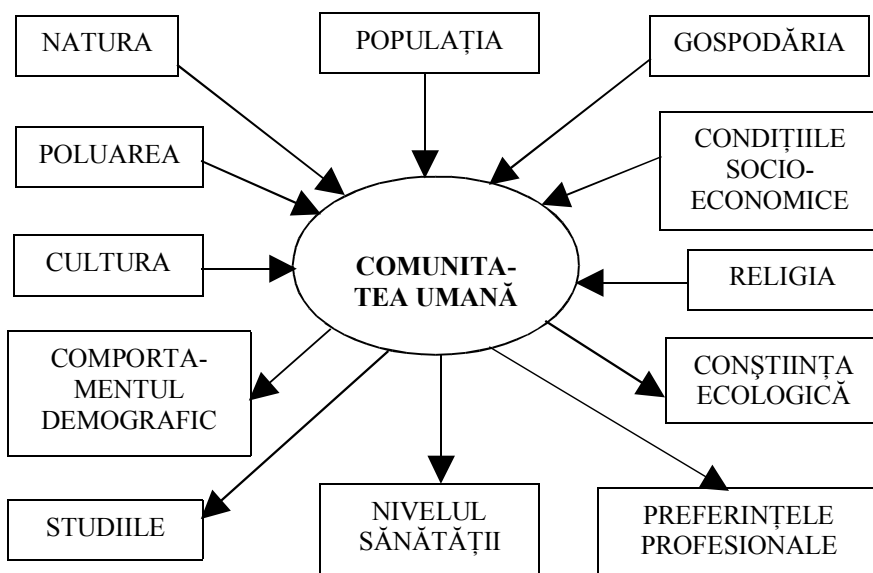 NATURA
POPULAȚIA
GOSPODĂRIA
POLUAREA
CONDIȚIILE
SOCIO-
ECONOMICE
CULTURA
COMUNITA-
TEA UMANĂ
RELIGIA
COMPORTA-
MENTUL
DEMOGRAFIC
CONŞTIINȚA
ECOLOGICĂ
STUDIILE
NIVELUL
SĂNĂTĂȚII
PREFERINȚELE
PROFESIONALE